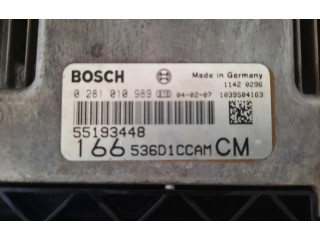 BOSCH Made in Germany
1142 0296
0 281 010 989 04-02-07 1039S04163
55193448
166 536D1CCAM CM